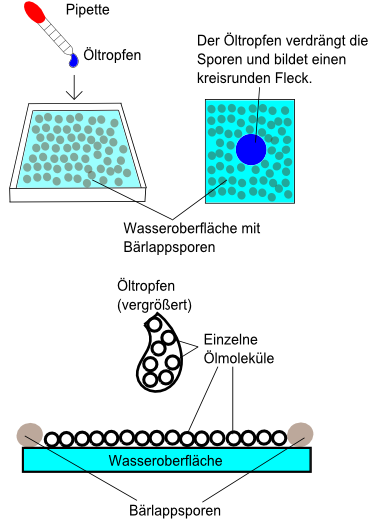 Pipette
Öltropfen
Der Öltropfen verdrängt die
Sporen und bildet einen
kreisrunden Fleck.
Wasseroberfläche mit
Bärlappsporen
Öltropfen
(vergrößert)
Einzelne
Ölmoleküle
Wasseroberfläche
Bärlappsporen